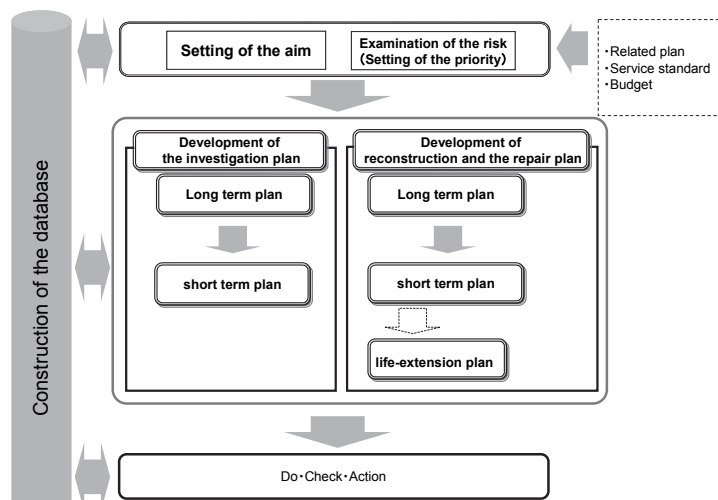 Construction of the database
Setting of the aim
Examination of the risk
(Setting of the priority)
・Related plan
・Service standard
・Budget
Development of
the investigation plan
Long term plan
short term plan
Development of
reconstruction and the repair plan
Long term plan
short term plan
life-extension plan
Do・Check・Action